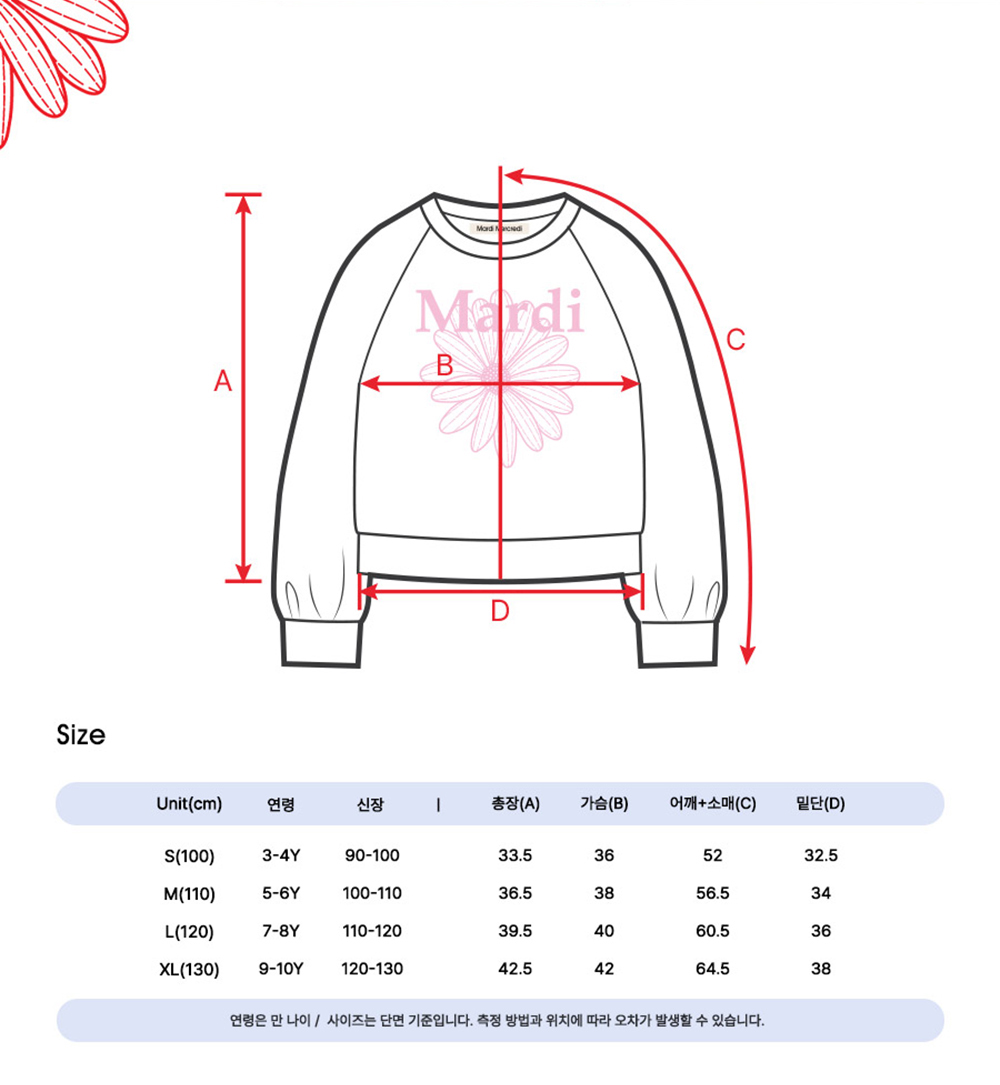 Mardi Mercredi
Mardi
A
B
C
D
Size
Unit(cm) 연령 신장 | 총장(A) 가슴(B) 어깨+소매(C) 밑단(D)
S(100) 3-4Y 90-100 33.5 36 52 32.5
M(110) 5-6Y 100-110 36.5 38 56.5 34
L(120) 7-8Y 110-120 39.5 40 60.5 36
XL(130) 9-10Y 120-130 42.5 42 64.5 38
연령은 만 나이 / 사이즈는 단면 기준입니다. 측정 방법과 위치에 따라 오차가 발생할 수 있습니다.